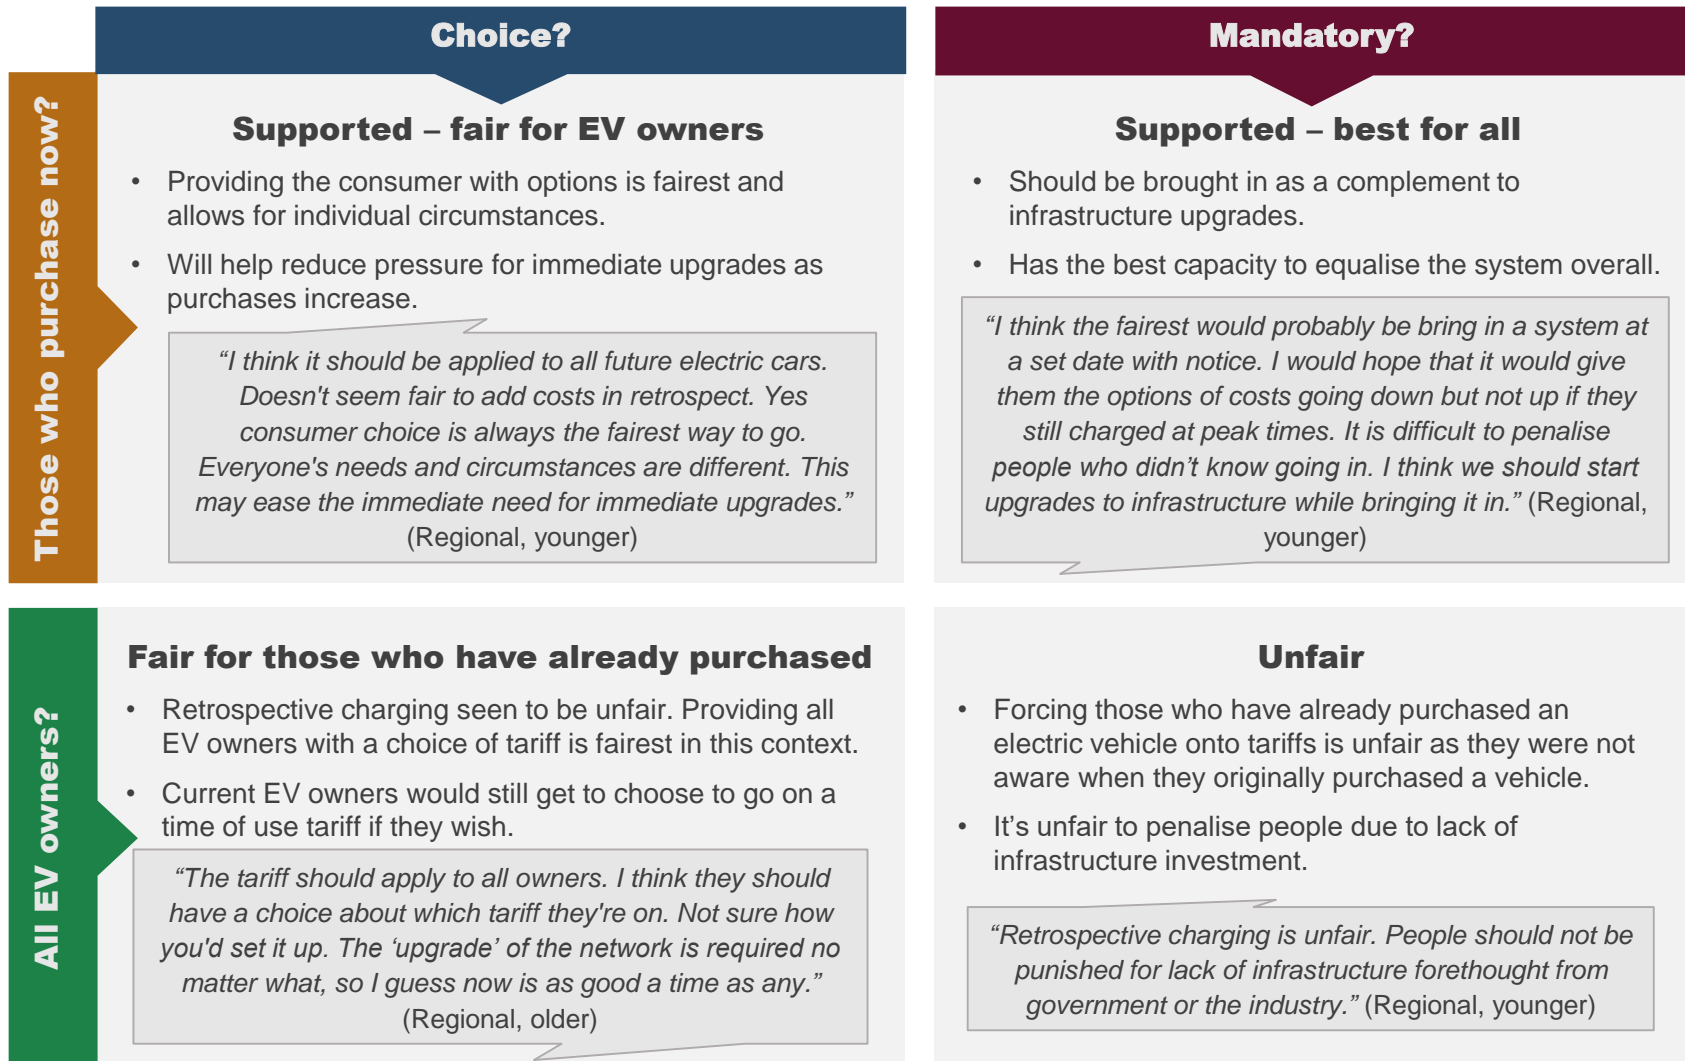 Choice?
Mandatory?
Those who purchase now?
Supported – fair for EV owners
• Providing the consumer with options is fairest and
allows for individual circumstances.
• Will help reduce pressure for immediate upgrades as
purchases increase.
“I think it should be applied to all future electric cars.
Doesn't seem fair to add costs in retrospect. Yes
consumer choice is always the fairest way to go.
Everyone's needs and circumstances are different. This
may ease the immediate need for immediate upgrades.”
(Regional, younger)
Supported – best for all
• Should be brought in as a complement to
infrastructure upgrades.
• Has the best capacity to equalise the system overall.
“I think the fairest would probably be bring in a system at
a set date with notice. I would hope that it would give
them the options of costs going down but not up if they
still charged at peak times. It is difficult to penalise
people who didn’t know going in. I think we should start
upgrades to infrastructure while bringing it in.” (Regional,
younger)
All EV owners?
Fair for those who have already purchased
• Retrospective charging seen to be unfair. Providing all
EV owners with a choice of tariff is fairest in this context.
• Current EV owners would still get to choose to go on a
time of use tariff if they wish.
“The tariff should apply to all owners. I think they should
have a choice about which tariff they're on. Not sure how
you'd set it up. The ‘upgrade’ of the network is required no
matter what, so I guess now is as good a time as any.”
(Regional, older)
Unfair
• Forcing those who have already purchased an
electric vehicle onto tariffs is unfair as they were not
aware when they originally purchased a vehicle.
• It’s unfair to penalise people due to lack of
infrastructure investment.
“Retrospective charging is unfair. People should not be
punished for lack of infrastructure forethought from
government or the industry.” (Regional, younger)